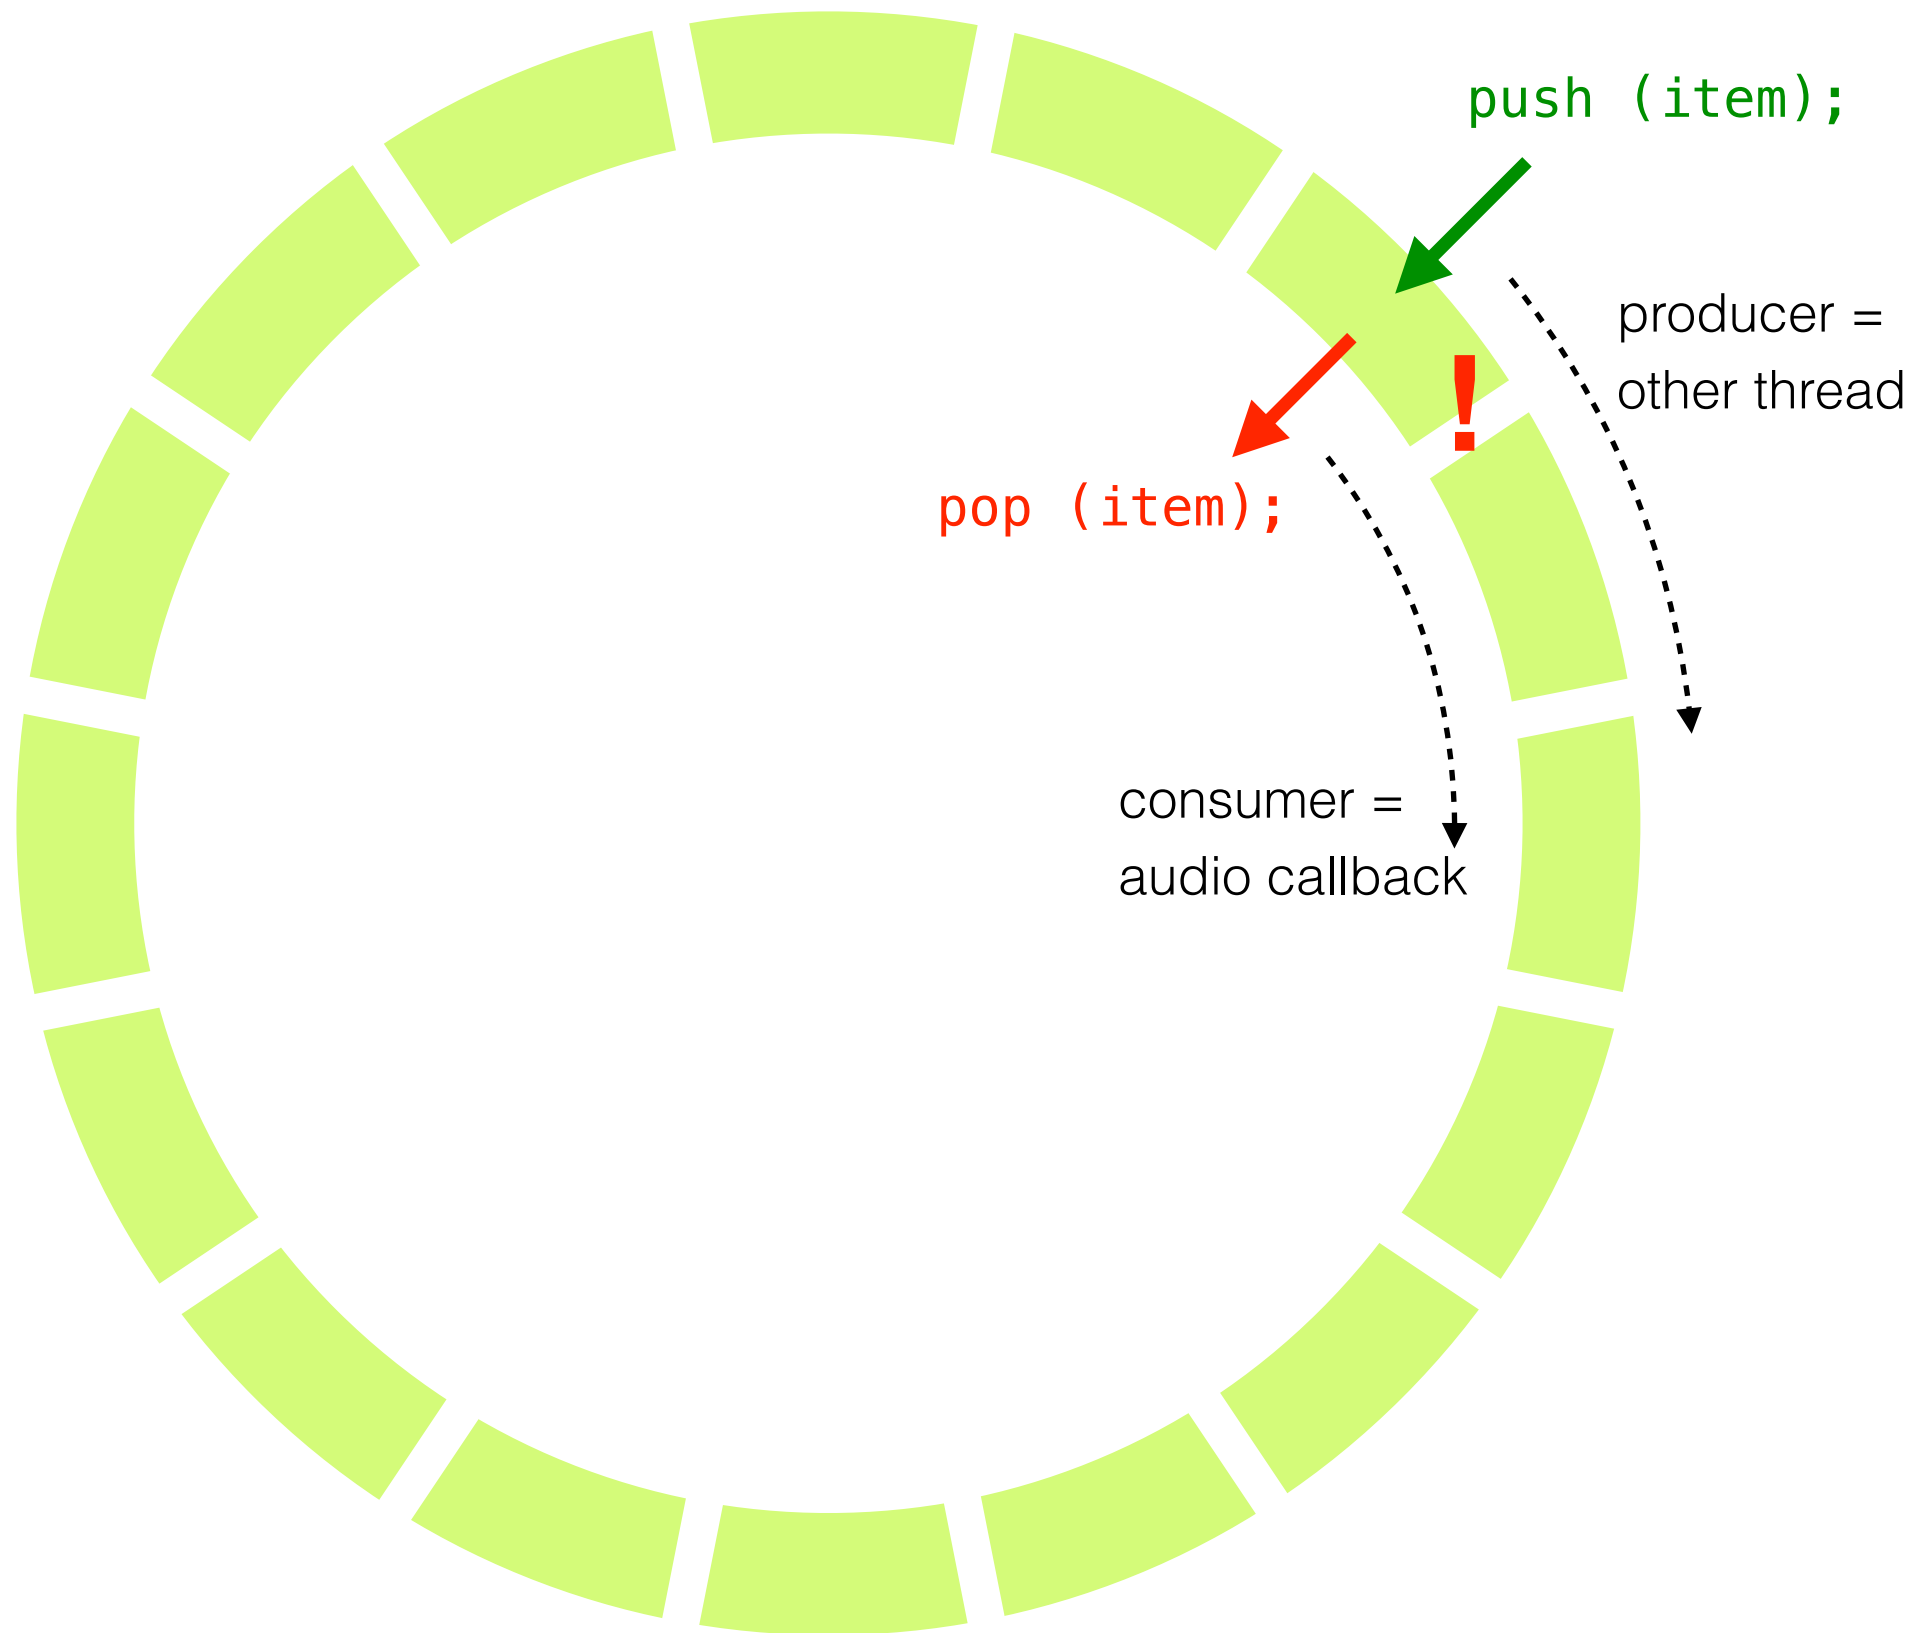 push (item);
producer =
other thread
!
pop (item);
consumer =
audio callback